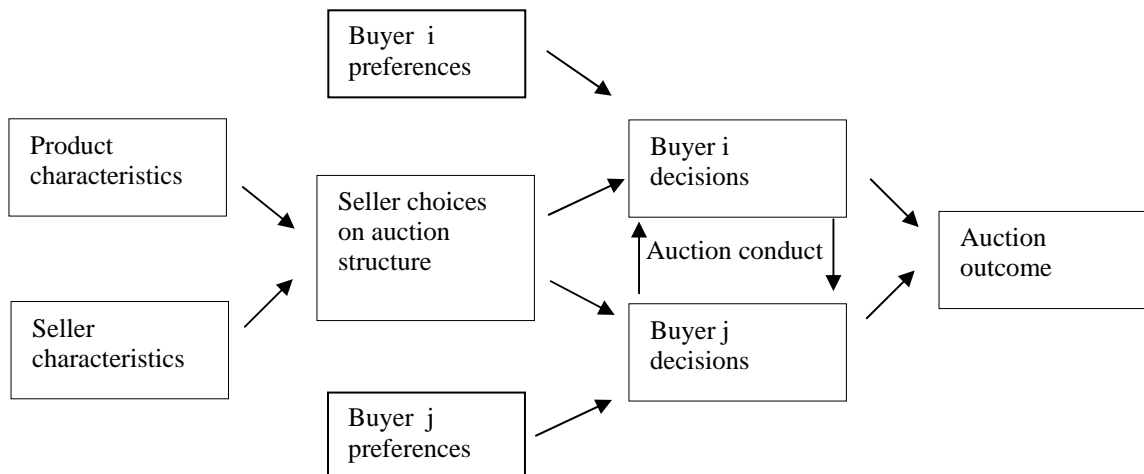 Buyer i
preferences
Product
characteristics
Buyer i
decisions
Seller choices
on auction
structure
Auction conduct
Auction
outcome
Seller
characteristics
Buyer j
decisions
Buyer j
preferences